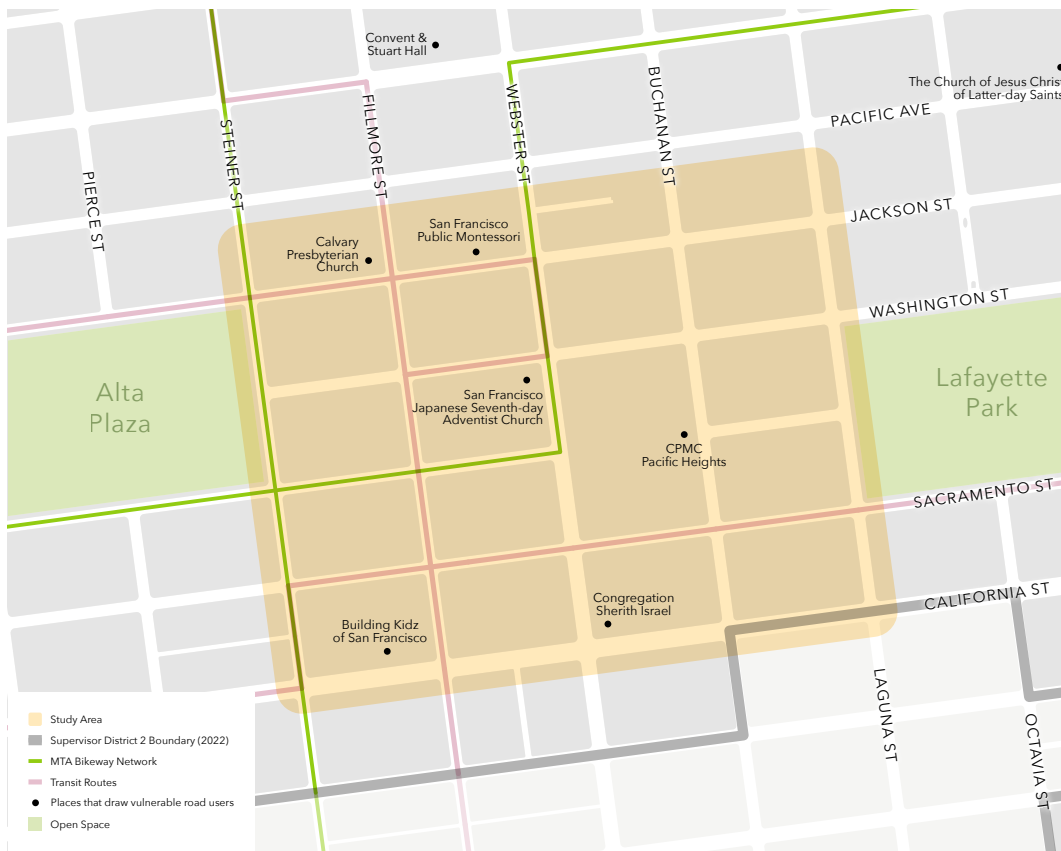 Convent &
Stuart Hall
The Church of Jesus Chris
of Latter-day Saints
PACIFIC AVE
STEINER ST
FILLMORE ST
WEBSTER ST
BUCHANAN ST
PIERCE ST
JACKSON ST
San Francisco
Public Montessori
Calvary
Presbyterian
Church
WASHINGTON ST
Alta
Plaza
Lafayette
Park
San Francisco
Japanese Seventh-day
Adventist Church
CPMC
Pacific Heights
SACRAMENTO ST
Congregation
Sherith Israel
CALIFORNIA ST
Building Kidz
of San Francisco
LAGUNA ST
OCTAVIA ST
Study Area
Supervisor District 2 Boundary (2022)
MTA Bikeway Network
Transit Routes
Places that draw vulnerable road users
Open Space